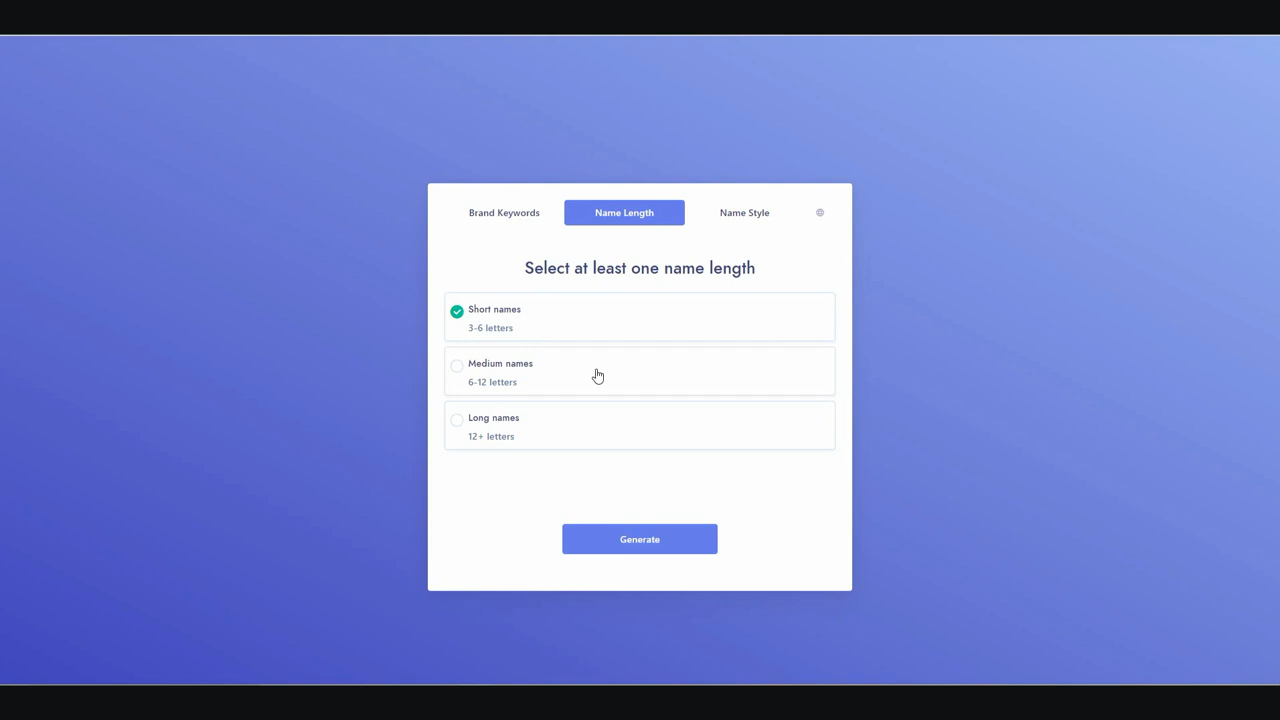 Brand Keywords
Name Length
Name Style
Select at least one name length
Short names
3-6 letters
Medium names
6-12 letters
Long names
12+ letters
Generate